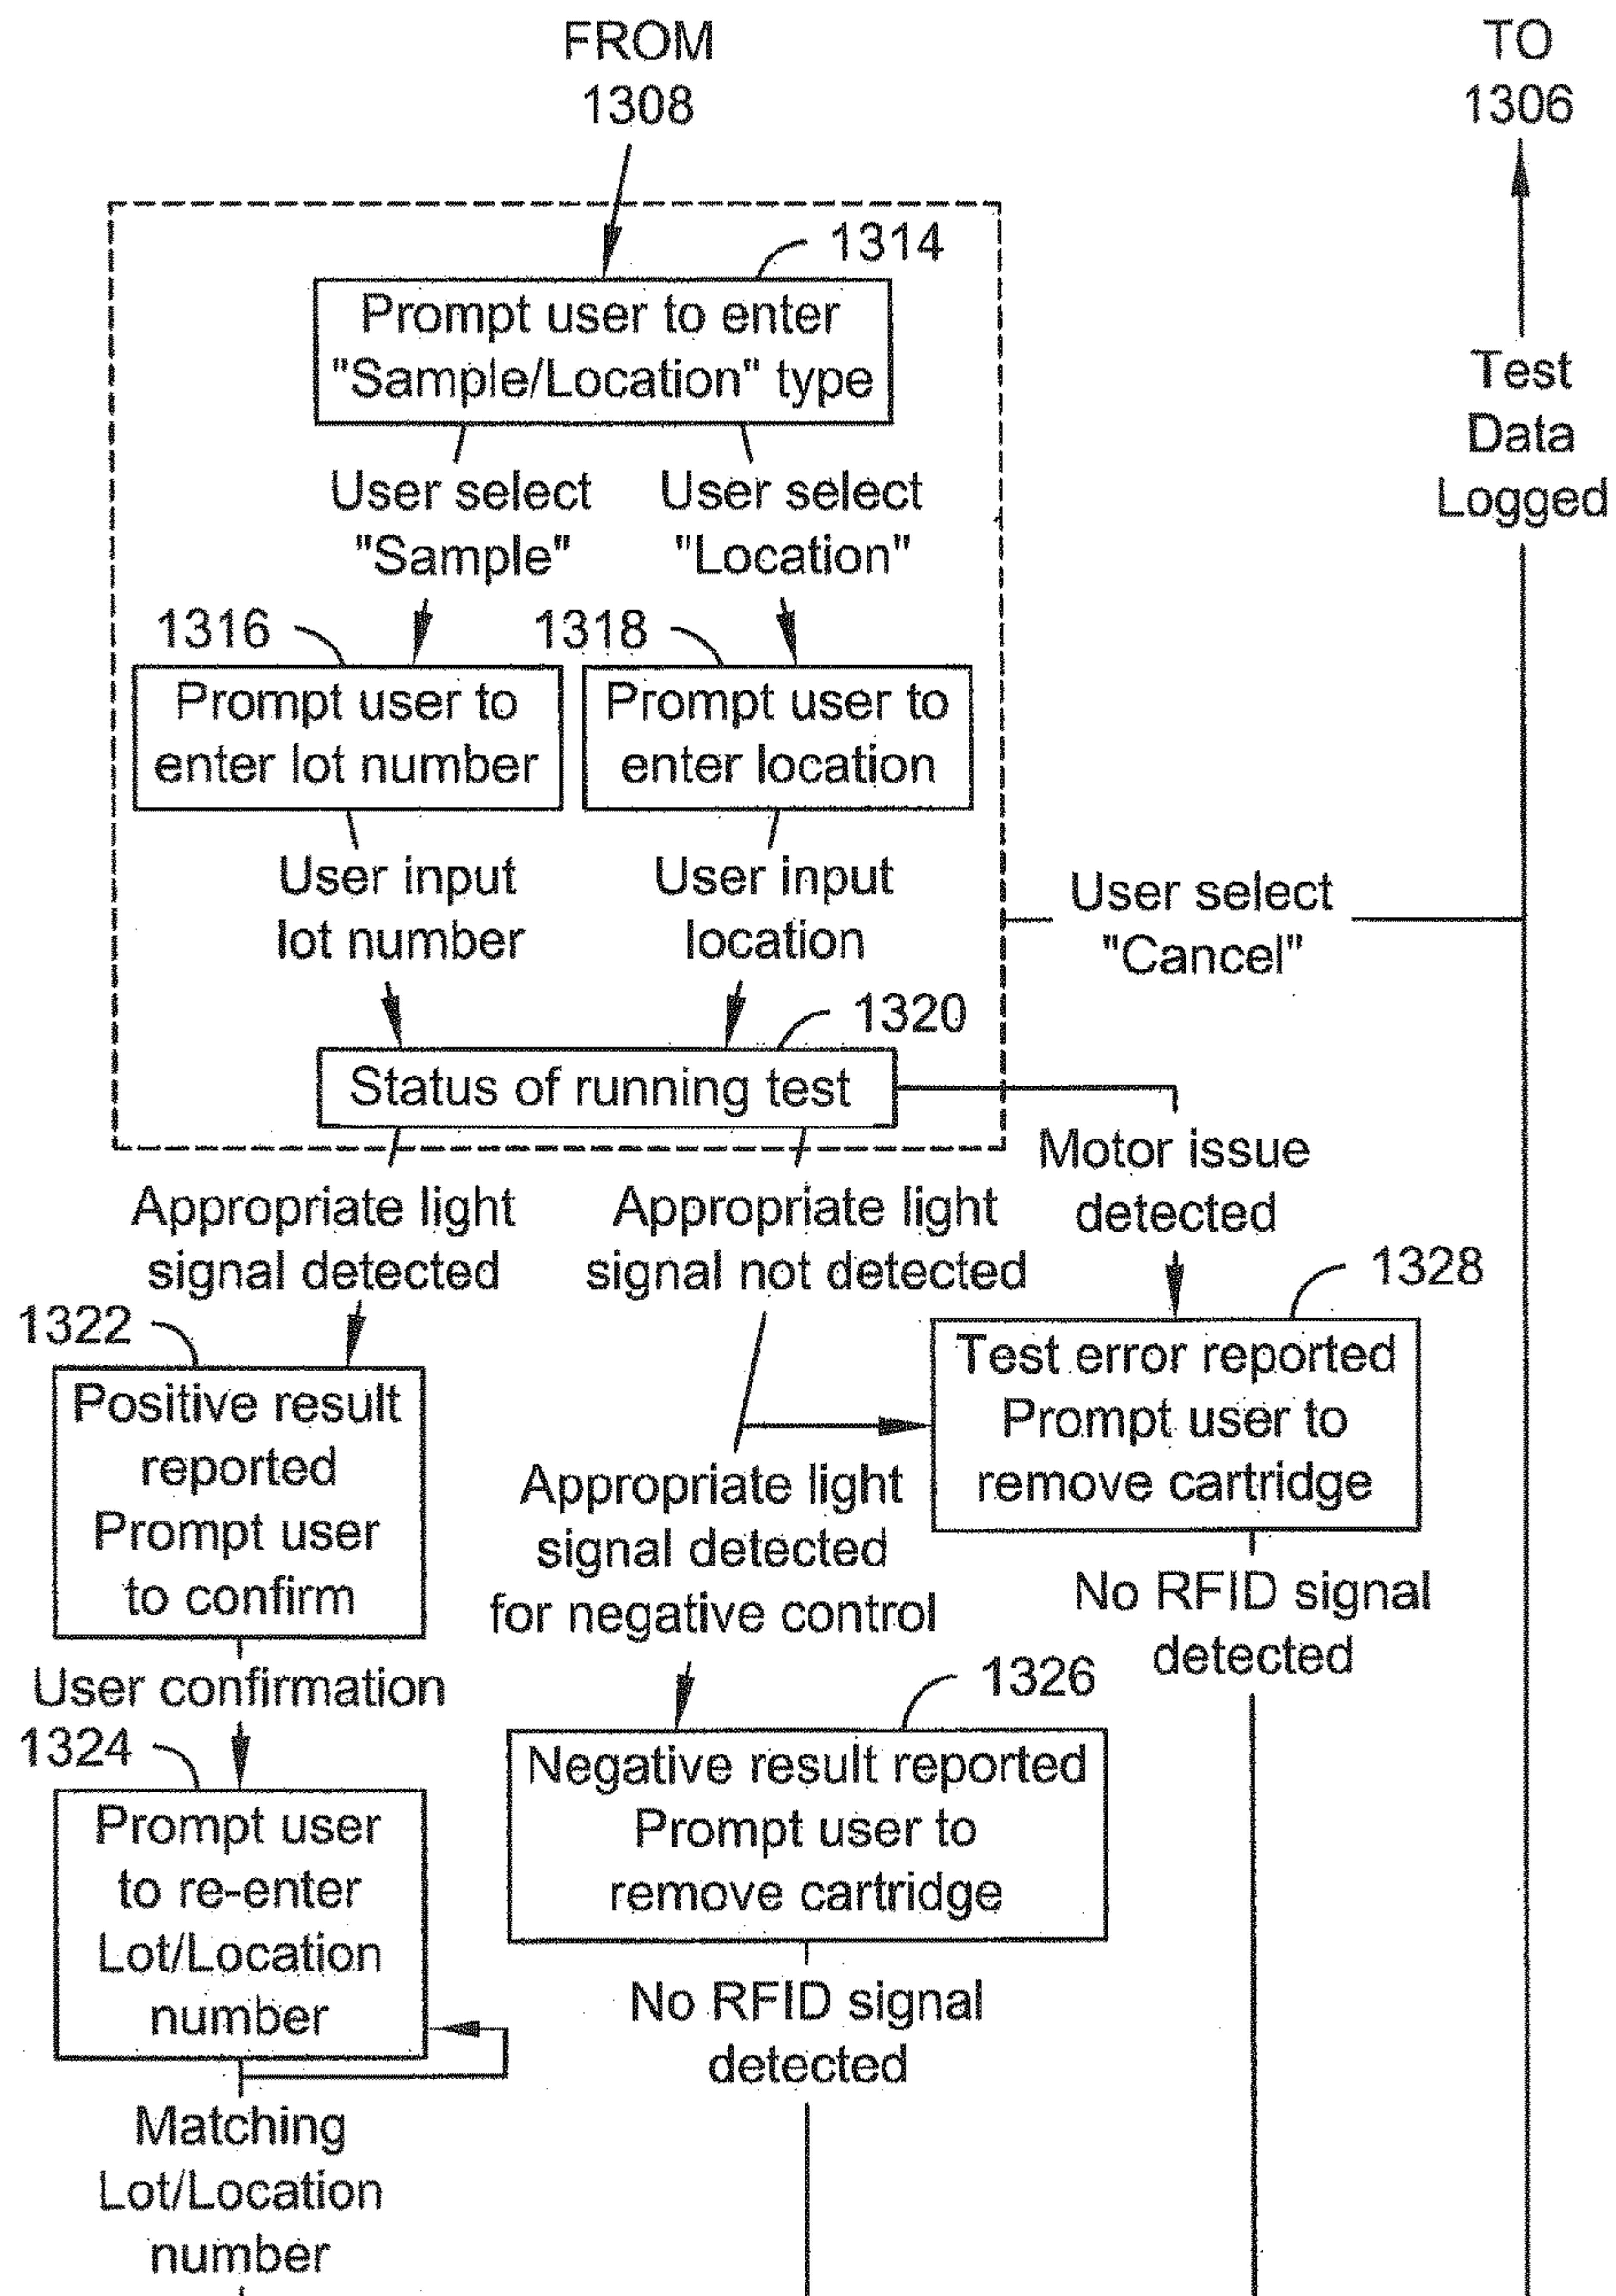 FROM
1308
TO
1306
1314
Prompt user to enter
"Sample/Location" type
Test
Data
Logged
User select
"Sample"
User select
"Location"
1316
1318
Prompt user to
enter lot number
Prompt user to
enter location
User input
lot number
User input
location
User select
"Cancel"
1320
Status of running test
Motor issue
detected
Appropriate light
signal detected
Appropriate light
signal not detected
1328
1322
Test error reported
Prompt user to
remove cartridge
Positive result
reported
Prompt user
to confirm
Appropriate light
signal detected
for negative control
No RFID signal
detected
User confirmation
1326
1324
Negative result reported
Prompt user to
remove cartridge
Prompt user
to re-enter
Lot/Location
number
No RFID signal
detected
Matching
Lot/Location
number